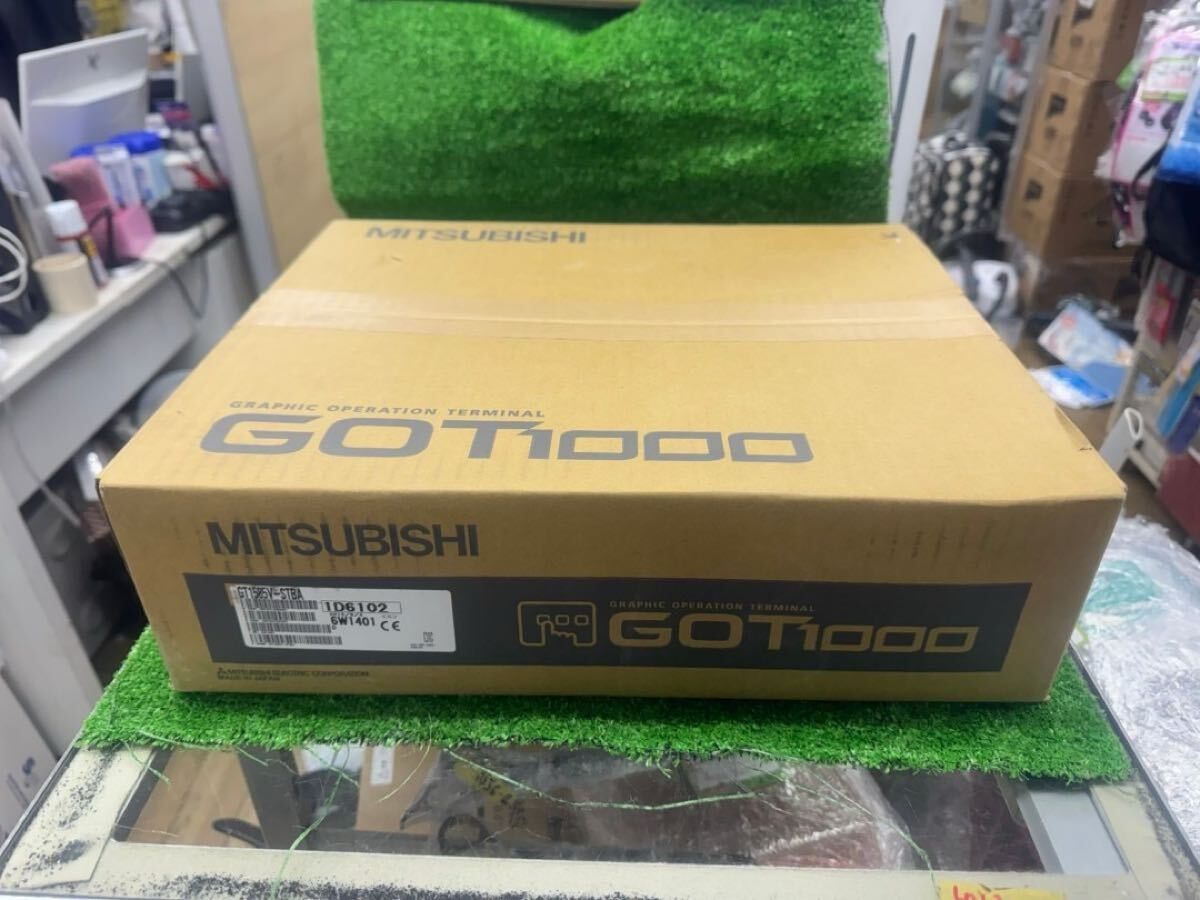 MITSUBISHI
GRAPHIC OPERATION TERMINAL
GOT1000
MITSUBISHI
GT1585V-STBA
1D6102
6W1401 CE
GRAPHIC OPERATION TERMINAL
GOT1000
MITSUBISHI ELECTRIC CORPORATION
MADE IN JAPAN